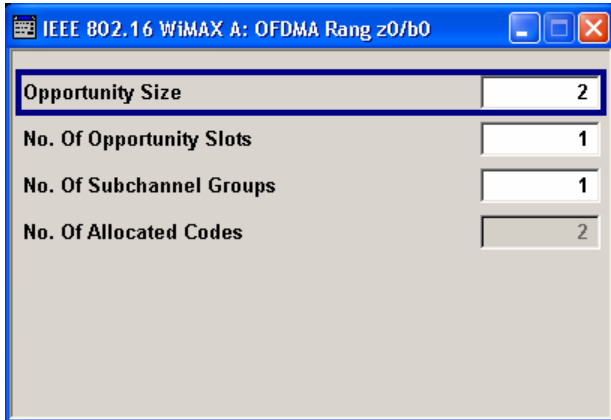 IEEE 802.16 WiMAX A: OFDMA Rang z0/b0
Opportunity Size 2
No. Of Opportunity Slots 1
No. Of Subchannel Groups 1
No. Of Allocated Codes 2